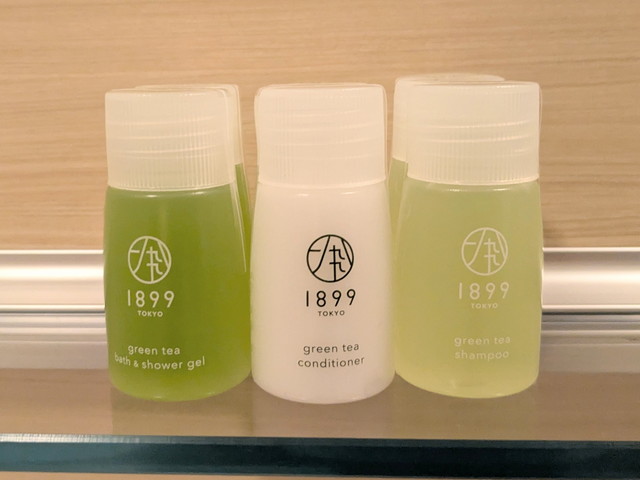 1899
TOKYO
green tea
bath & shower gel
1899
TOKYO
green tea
conditioner
1899
TOKYO
green tea
shampoo